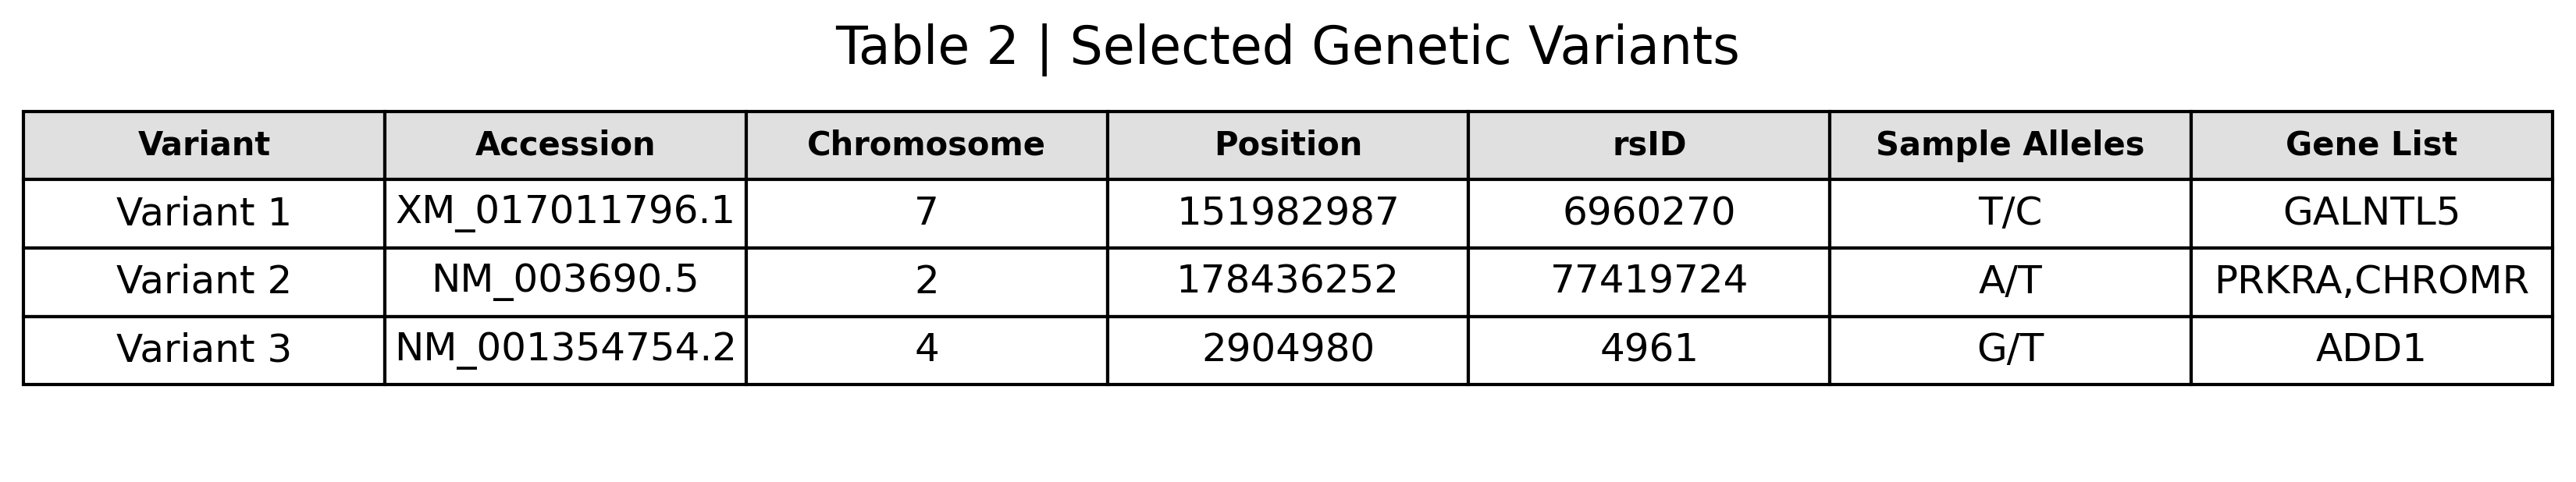 Table 2 | Selected Genetic Variants
Variant Accession Chromosome Position rsID Sample Alleles Gene List
Variant 1 XM_017011796.1 7 151982987 6960270 T/C GALNTL5
Variant 2 NM_003690.5 2 178436252 77419724 A/T PRKRA,CHROMR
Variant 3 NM_001354754.2 4 2904980 4961 G/T ADD1